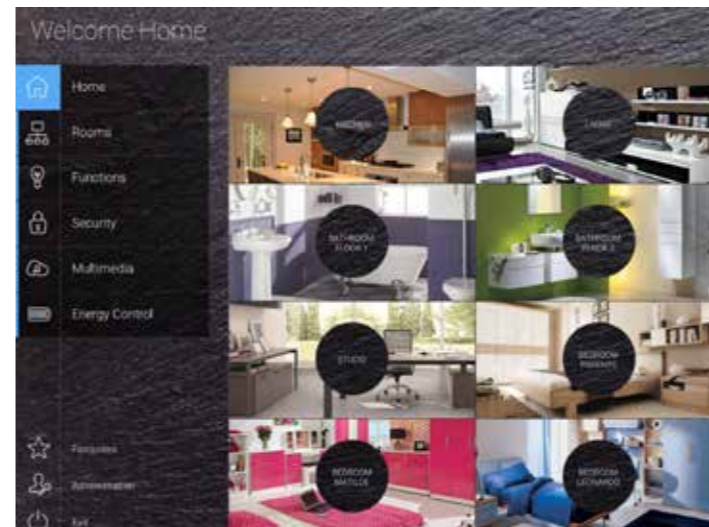 Welcome Home
Home
Rooms
Functions
Security
Multimedia
Energy Control
Favourites
Administration
Exit
KITCHEN
LIVING
BATHROOM
FLOOR 1
BATHROOM
FLOOR 2
STUDIO
BEDROOM
PARENTS
BEDROOM
MATILDE
BEDROOM
LEONARDO